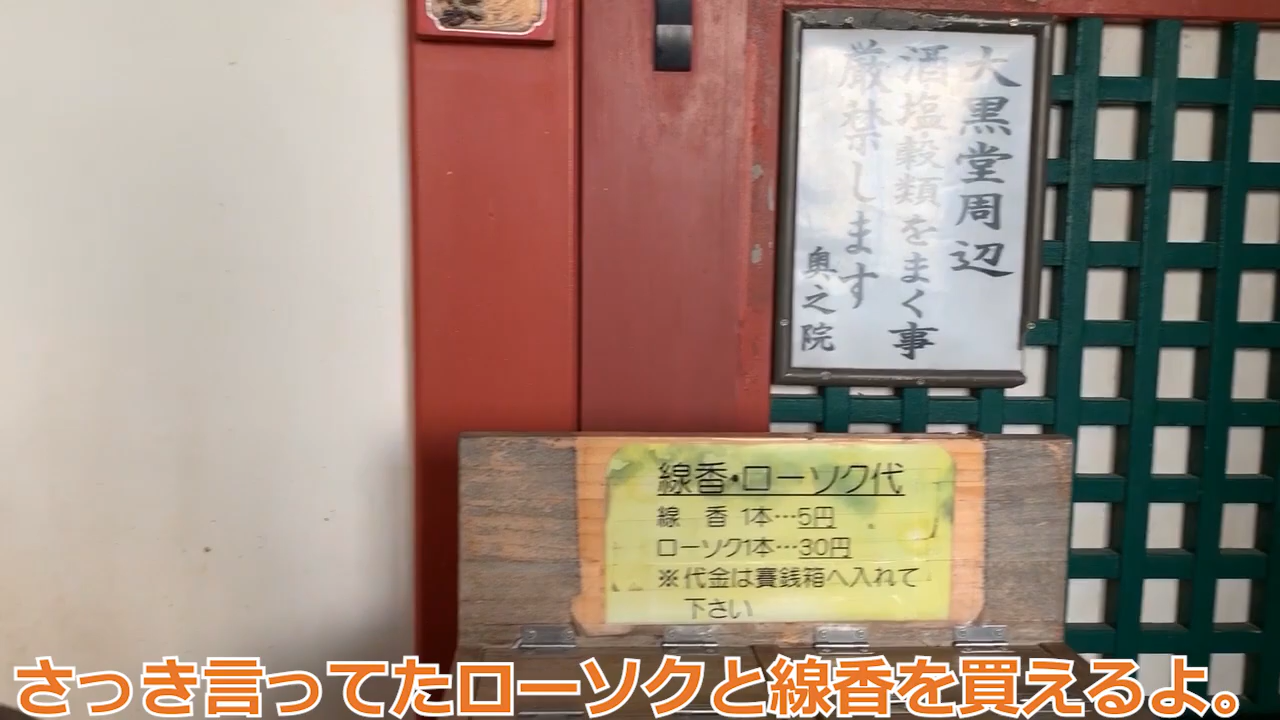 大黒堂周辺
酒・塩・穀類をまく事
厳禁します
奥之院
線香・ローソク代
線　香 1本…5円
ローソク1本…30円
※代金は賽銭箱へ入れて
下さい
さっき言ってたローソクと線香を買えるよ。